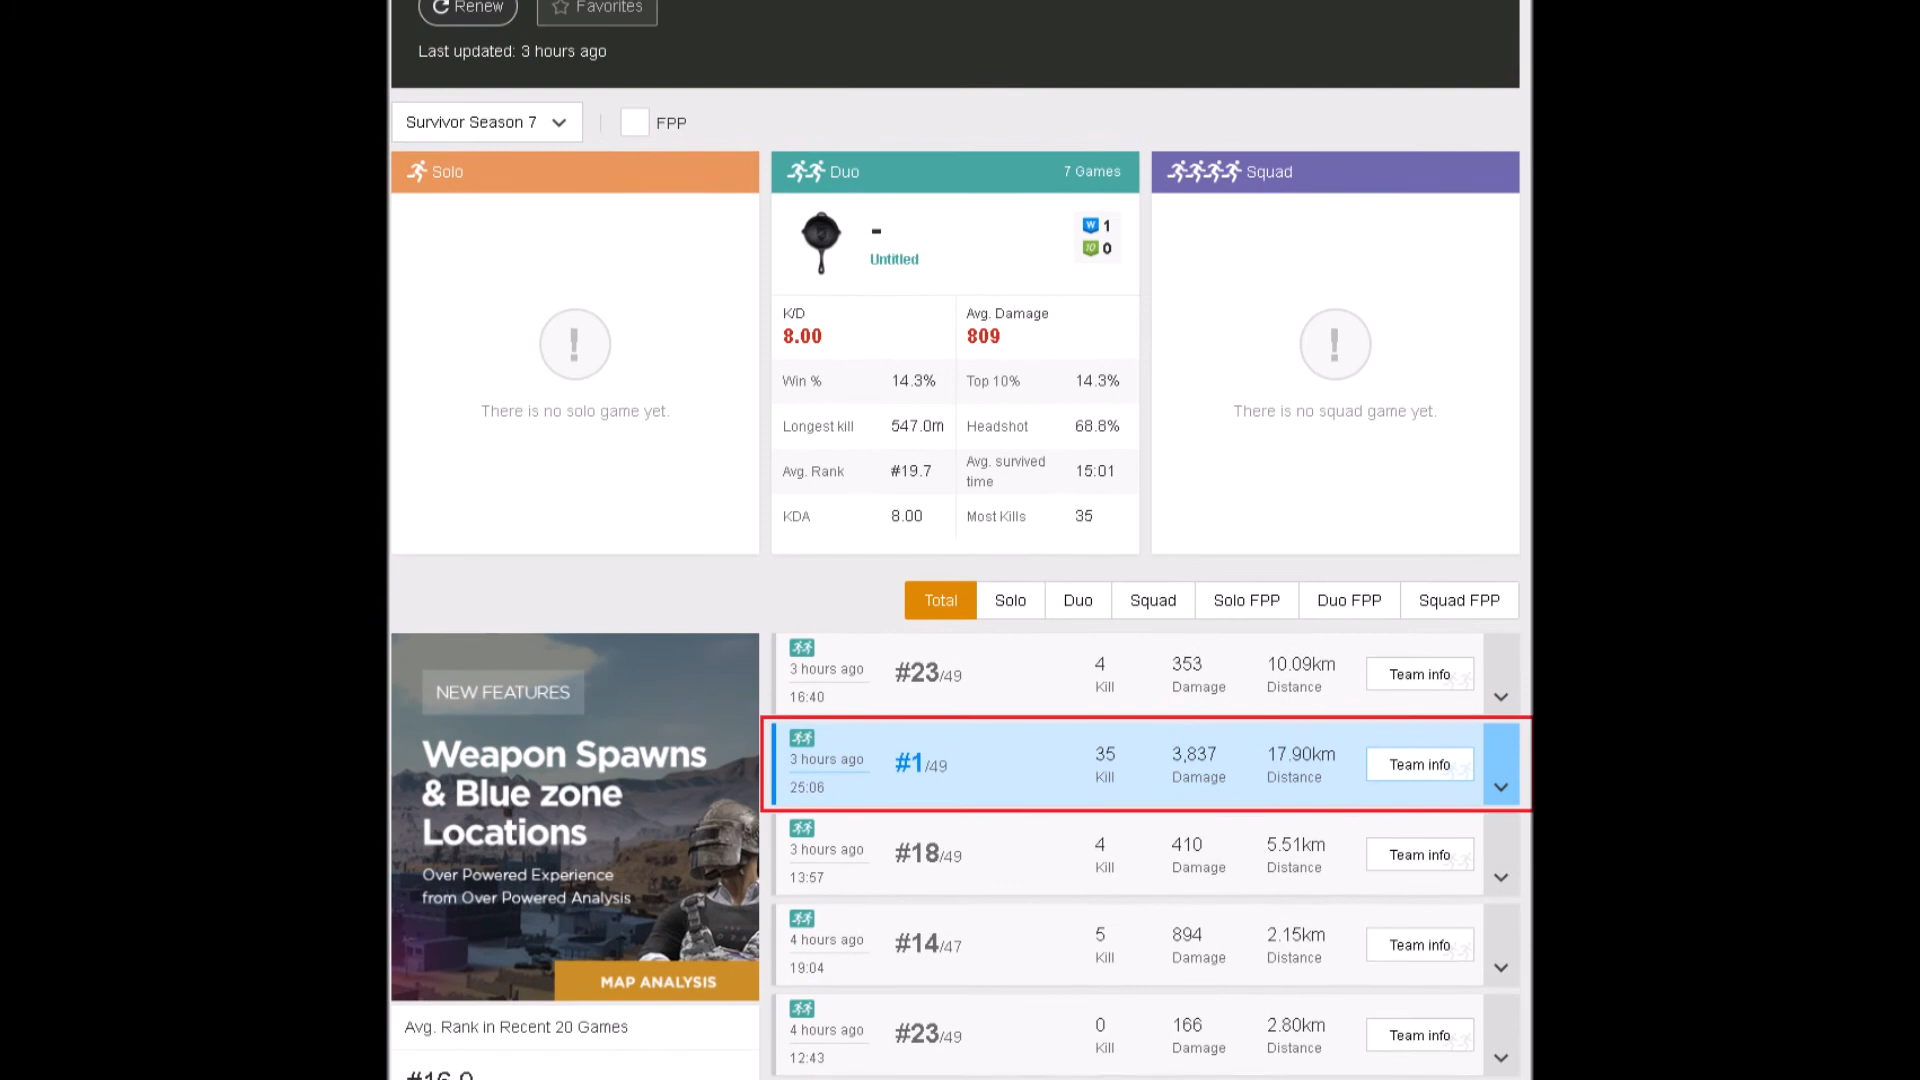 Renew
Favorites
Last updated: 3 hours ago
Survivor Season 7
FPP
Solo
Duo
7 Games
Squad
-
Untitled
W 1
10 0
K/D
8.00
Avg. Damage
809
Win %
14.3%
Top 10%
14.3%
Longest kill
547.0m
Headshot
68.8%
Avg. Rank
#19.7
Avg. survived
time
15:01
KDA
8.00
Most Kills
35
There is no solo game yet.
There is no squad game yet.
Total
Solo
Duo
Squad
Solo FPP
Duo FPP
Squad FPP
NEW FEATURES
Weapon Spawns
& Blue zone
Locations
Over Powered Experience
from Over Powered Analysis
MAP ANALYSIS
Avg. Rank in Recent 20 Games
3 hours ago
16:40
#23/49
4
Kill
353
Damage
10.09km
Distance
Team info
3 hours ago
25:06
#1/49
35
Kill
3,837
Damage
17.90km
Distance
Team info
3 hours ago
13:57
#18/49
4
Kill
410
Damage
5.51km
Distance
Team info
4 hours ago
19:04
#14/47
5
Kill
894
Damage
2.15km
Distance
Team info
4 hours ago
12:43
#23/49
0
Kill
166
Damage
2.80km
Distance
Team info